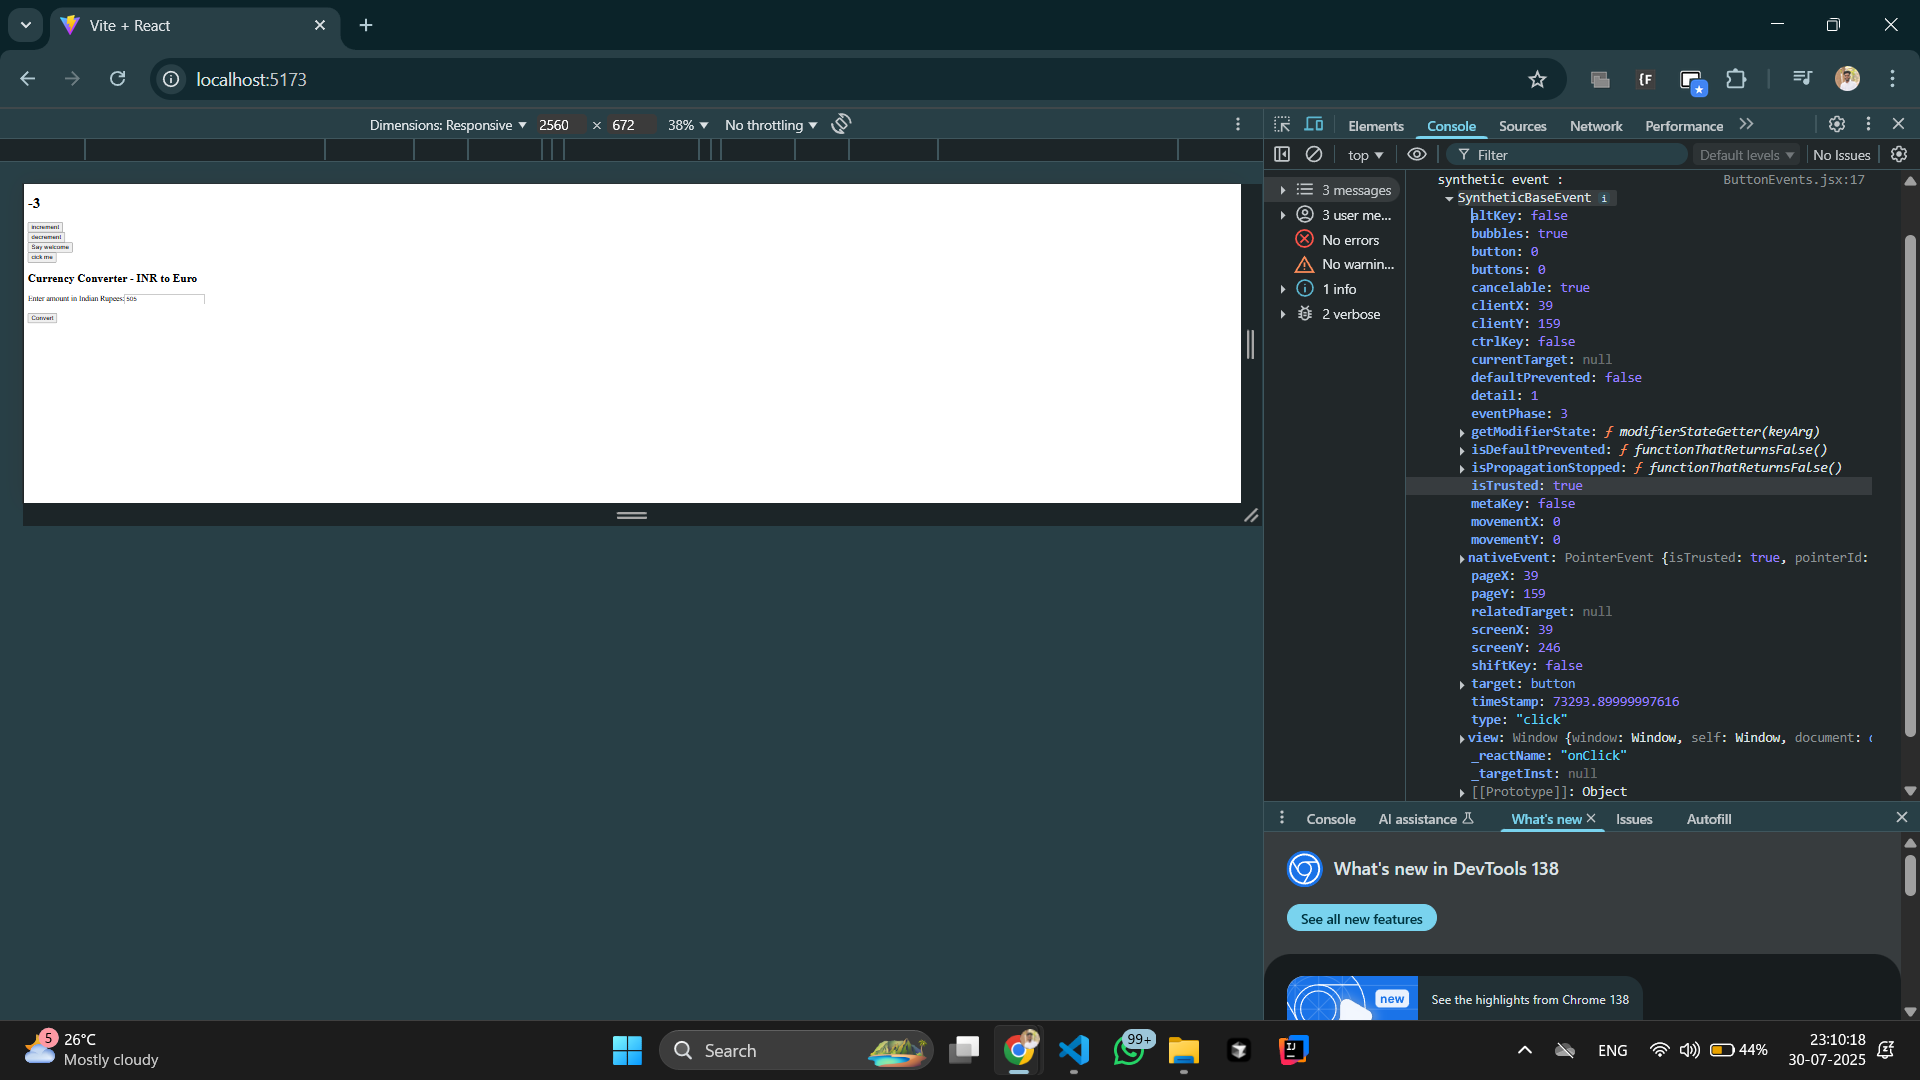 Vite + React
localhost:5173
Dimensions: Responsive 2560 × 672 38% No throttling
Elements Console Sources Network Performance
top Filter Default levels No Issues
3 messages
3 user me...
No errors
No warnin...
1 info
2 verbose
synthetic event : ButtonEvents.jsx:17
SyntheticBaseEvent i
altKey: false
bubbles: true
button: 0
buttons: 0
cancelable: true
clientX: 39
clientY: 159
ctrlKey: false
currentTarget: null
defaultPrevented: false
detail: 1
eventPhase: 3
getModifierState: ƒ modifierStateGetter(keyArg)
isDefaultPrevented: ƒ functionThatReturnsFalse()
isPropagationStopped: ƒ functionThatReturnsFalse()
isTrusted: true
metaKey: false
movementX: 0
movementY: 0
nativeEvent: PointerEvent {isTrusted: true, pointerId:
pageX: 39
pageY: 159
relatedTarget: null
screenX: 39
screenY: 246
shiftKey: false
target: button
timeStamp: 73293.89999997616
type: "click"
view: Window {window: Window, self: Window, document:
_reactName: "onClick"
_targetInst: null
[[Prototype]]: Object
-3
increment
decrement
Say welcome
cick me
Currency Converter - INR to Euro
Enter amount in Indian Rupees: 505
Convert
Console AI assistance What's new Issues Autofill
What's new in DevTools 138
See all new features
new
See the highlights from Chrome 138
5
26°C
Mostly cloudy
Search
99+
ENG
44%
23:10:18
30-07-2025